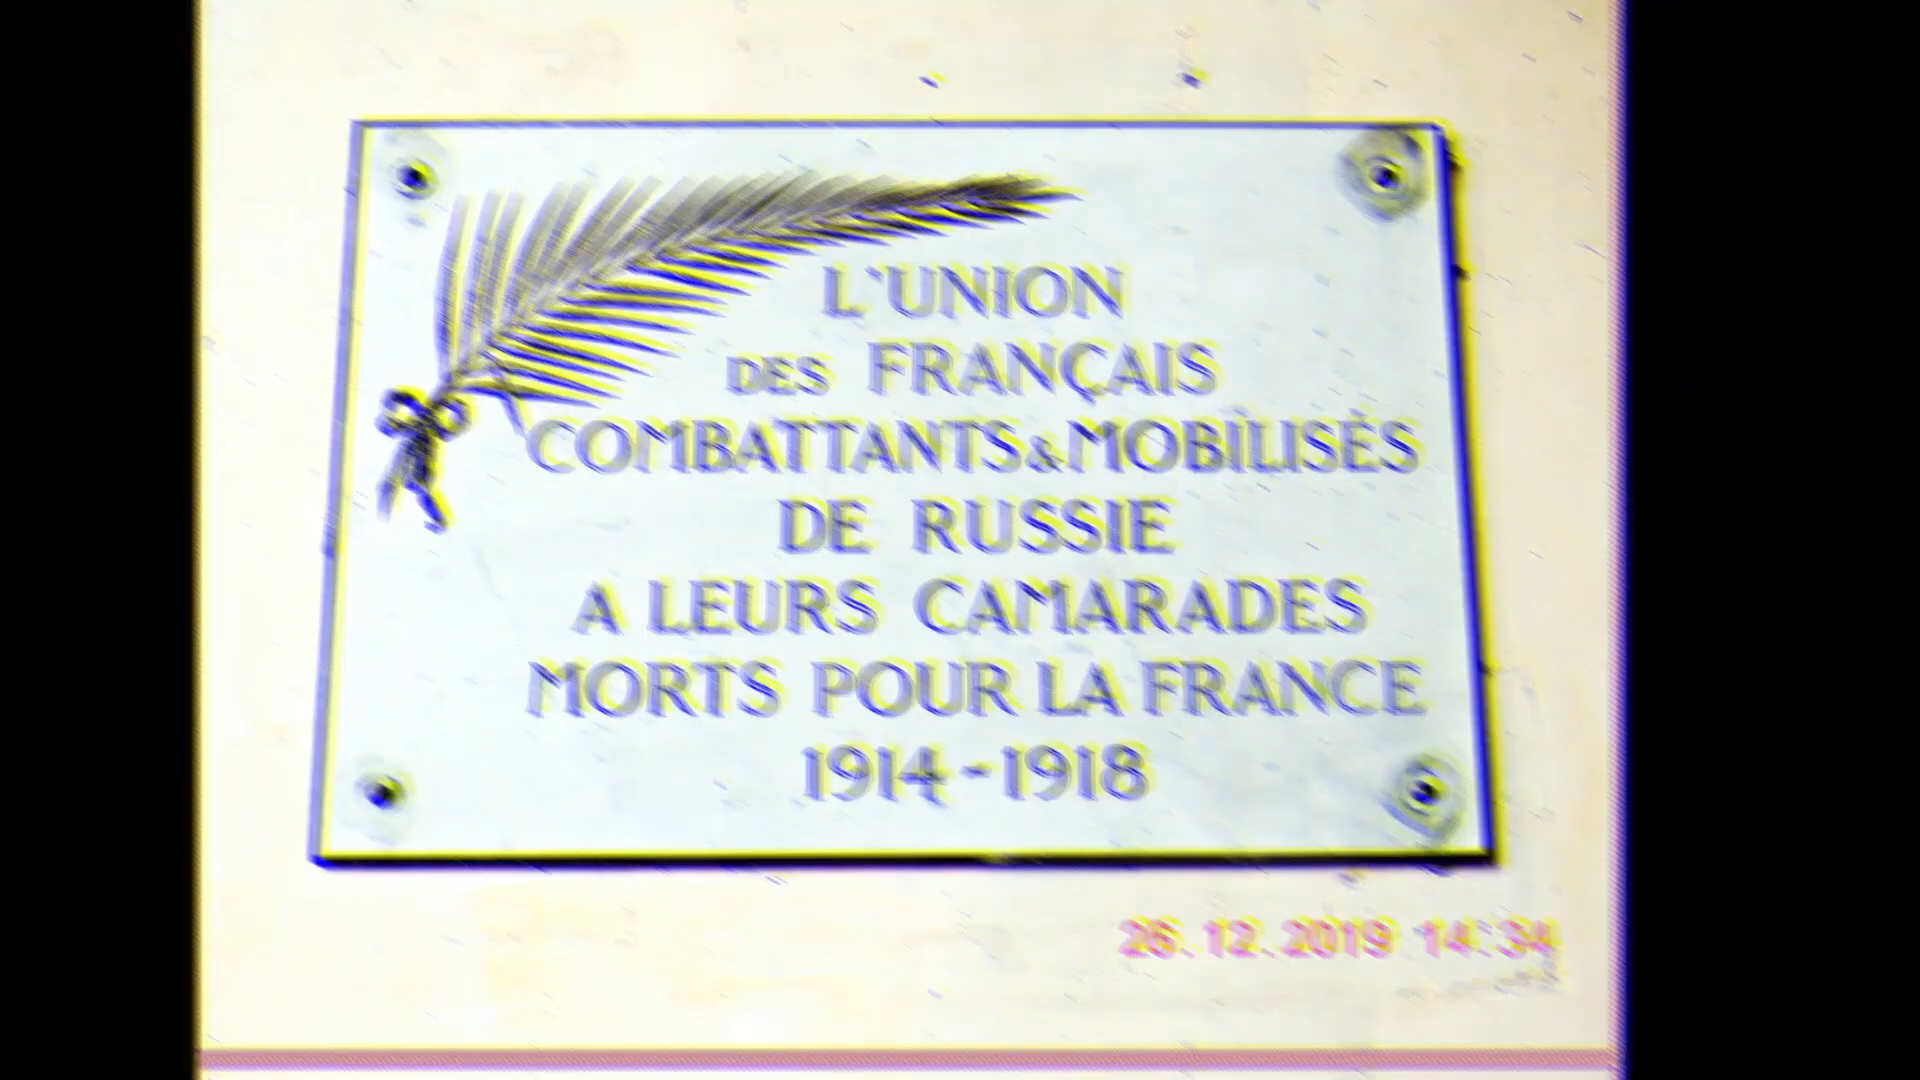 L'UNION
DES FRANÇAIS
COMBATTANTS & MOBILISÉS
DE RUSSIE
A LEURS CAMARADES
MORTS POUR LA FRANCE
1914-1918
26.12.2019 14:34